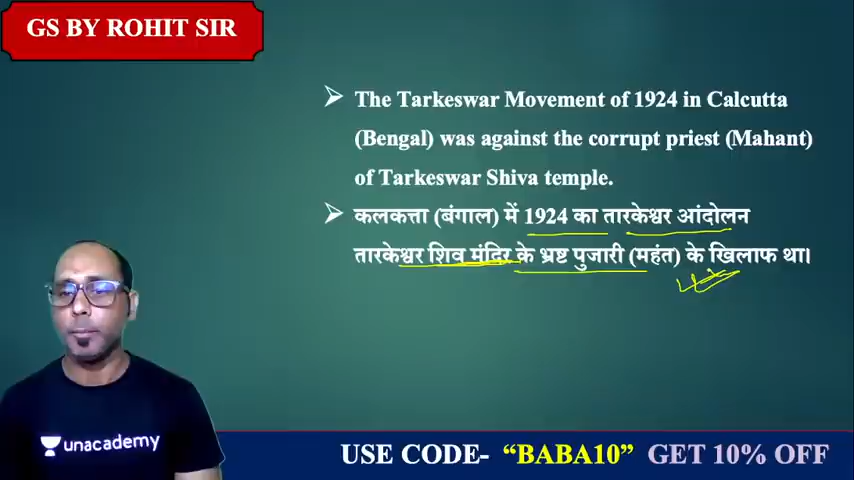 GS BY ROHIT SIR
The Tarkeswar Movement of 1924 in Calcutta
(Bengal) was against the corrupt priest (Mahant)
of Tarkeswar Shiva temple.
कलकत्ता (बंगाल) में 1924 का तारकेश्वर आंदोलन
तारकेश्वर शिव मंदिर के भ्रष्ट पुजारी (महंत) के खिलाफ था।
unacademy
USE CODE- “BABA10” GET 10% OFF